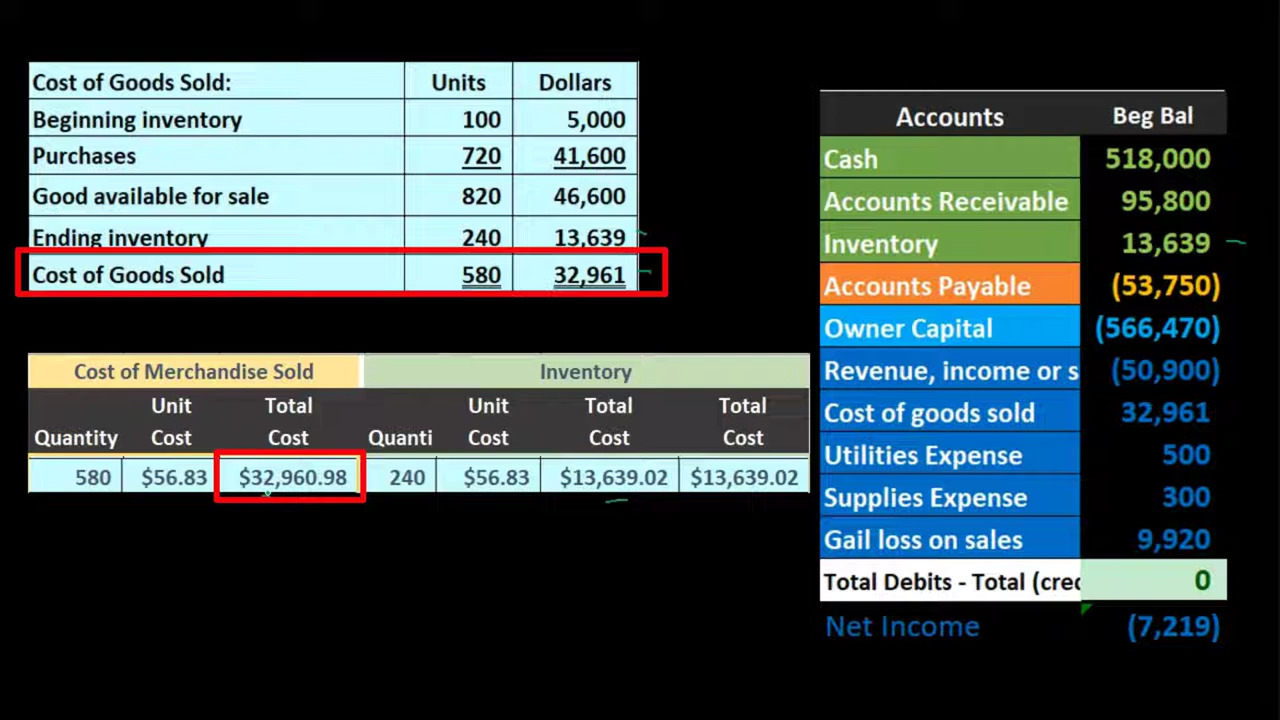 Cost of Goods Sold: Units Dollars
Beginning inventory 100 5,000
Purchases 720 41,600
Good available for sale 820 46,600
Ending inventory 240 13,639
Cost of Goods Sold 580 32,961
Cost of Merchandise Sold Inventory
Unit Total Unit Total Total
Quantity Cost Cost Quanti Cost Cost Cost
580 $56.83 $32,960.98 240 $56.83 $13,639.02 $13,639.02
Accounts Beg Bal
Cash 518,000
Accounts Receivable 95,800
Inventory 13,639
Accounts Payable (53,750)
Owner Capital (566,470)
Revenue, income or s (50,900)
Cost of goods sold 32,961
Utilities Expense 500
Supplies Expense 300
Gail loss on sales 9,920
Total Debits - Total (cred 0
Net Income (7,219)